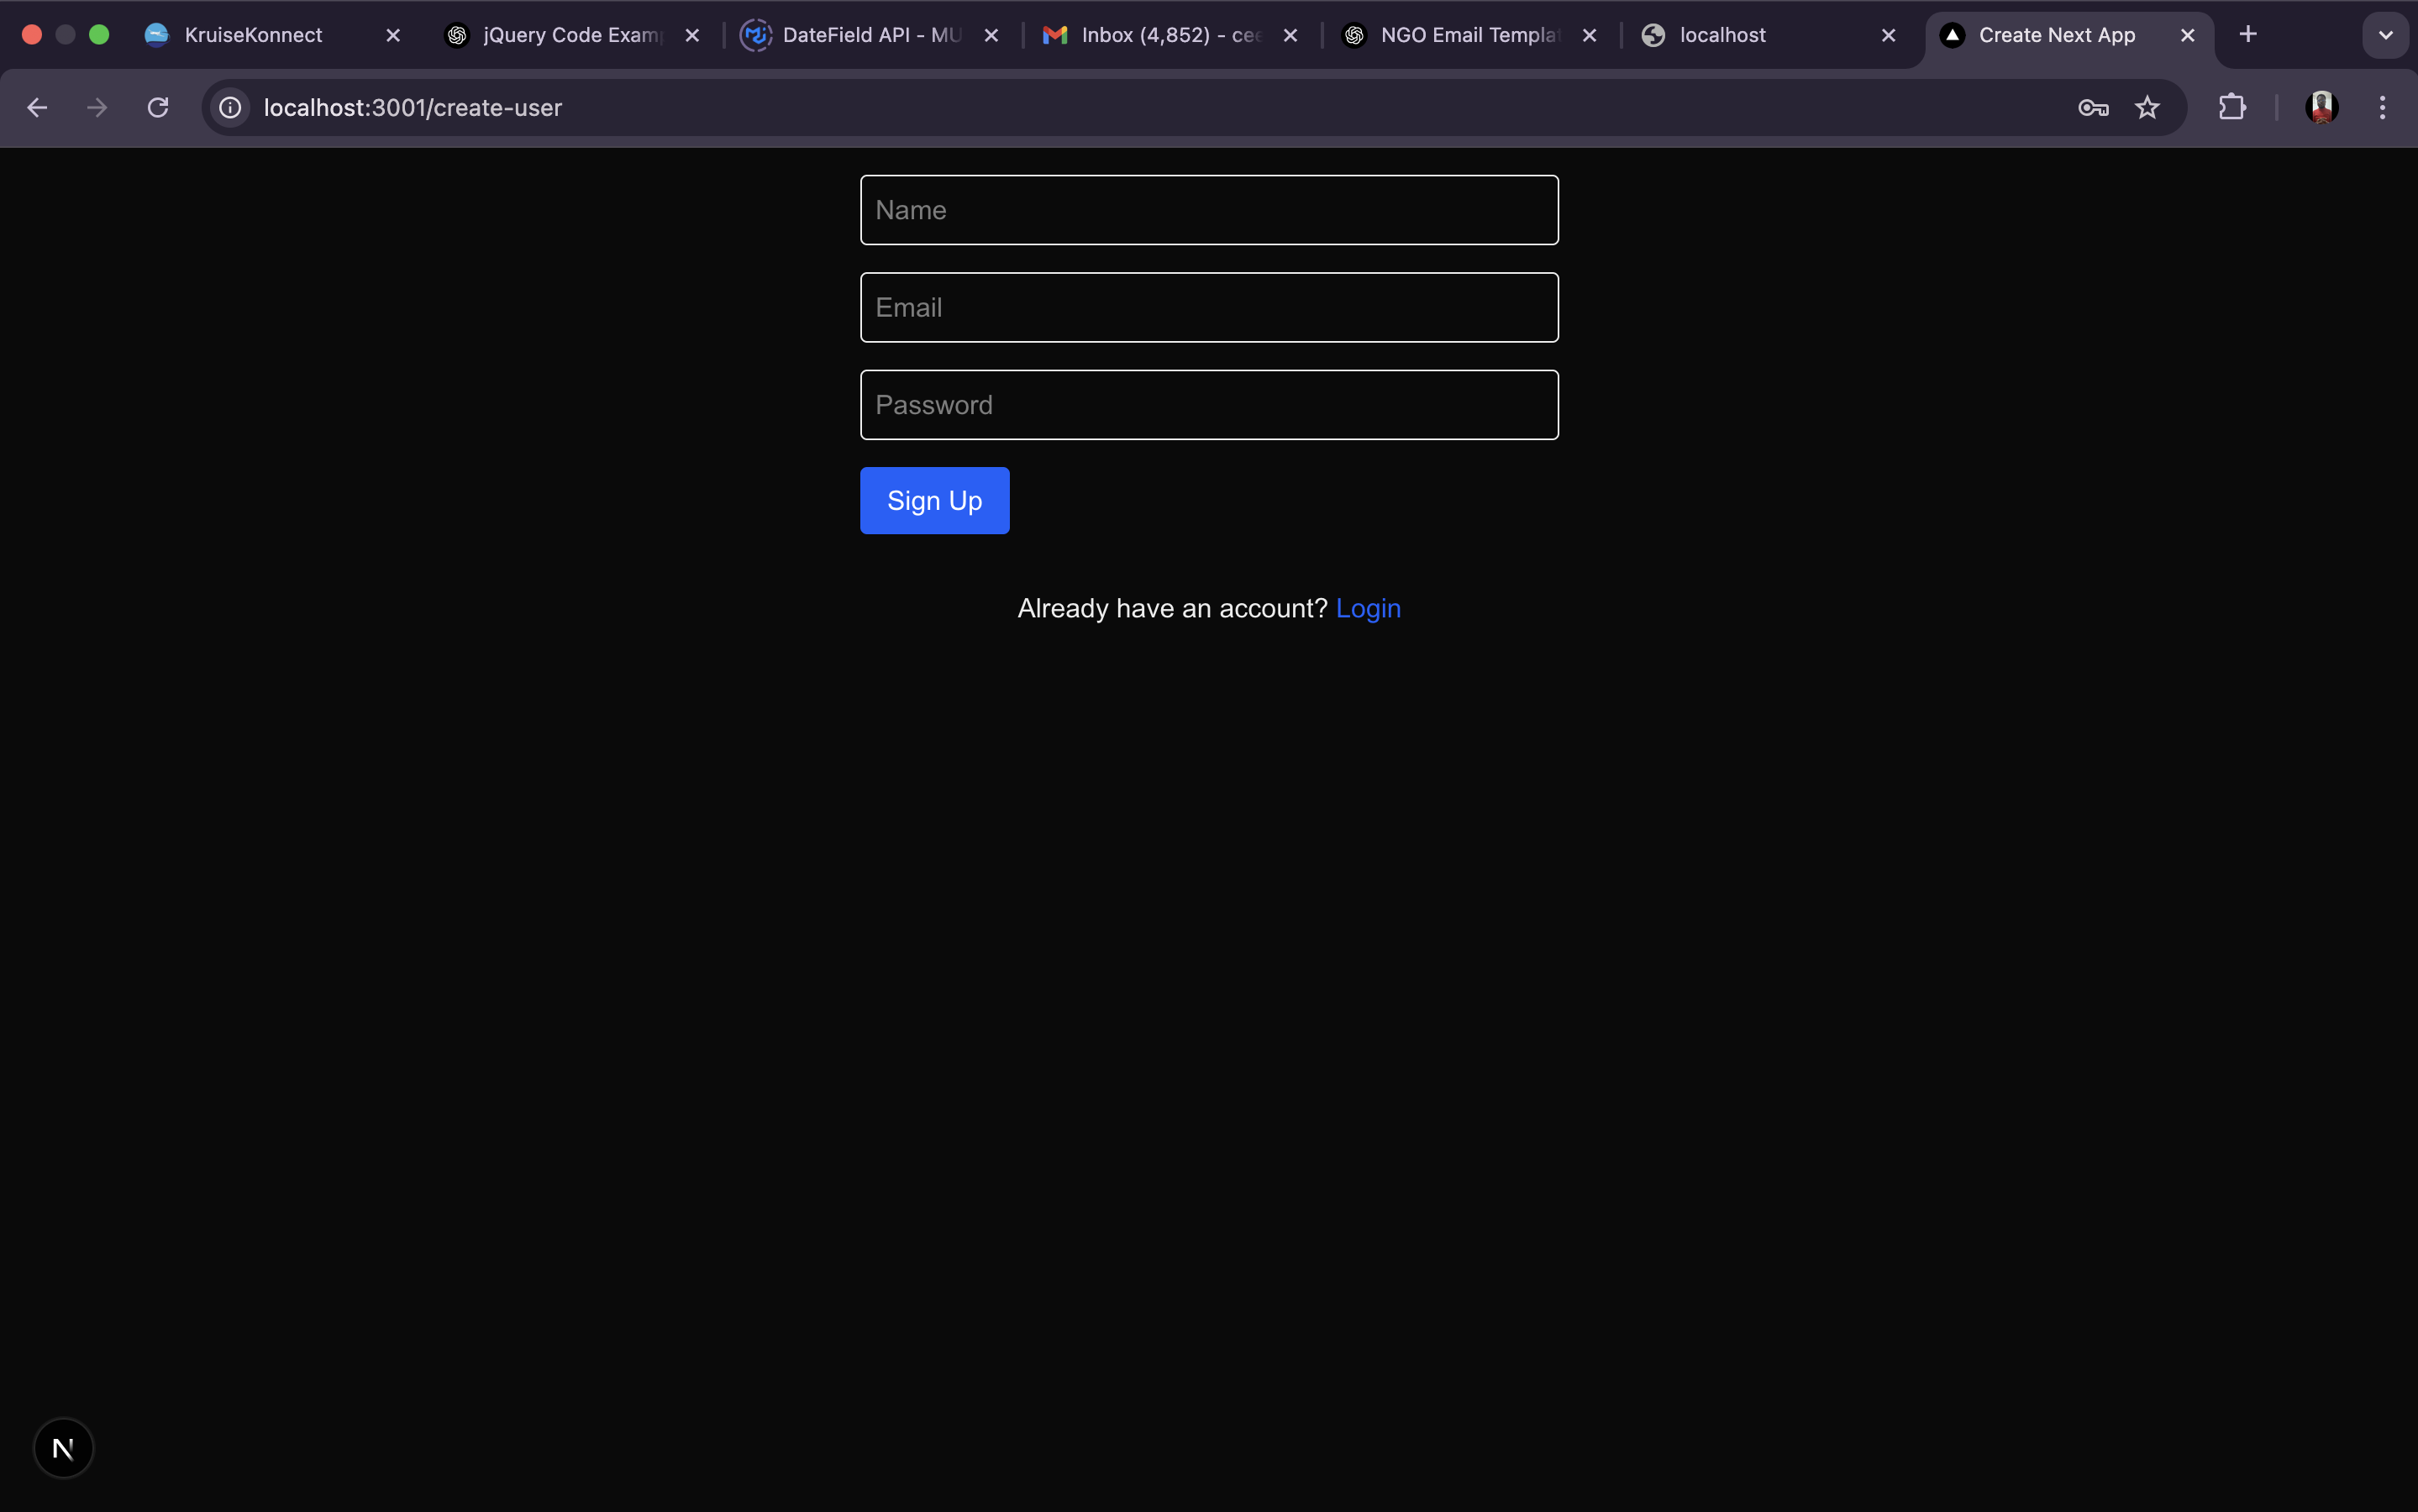 KruiseKonnect
jQuery Code Exam
DateField API - MU
Inbox (4,852) - cee
NGO Email Templat
localhost
Create Next App
localhost:3001/create-user
Name
Email
Password
Sign Up
Already have an account? Login
N